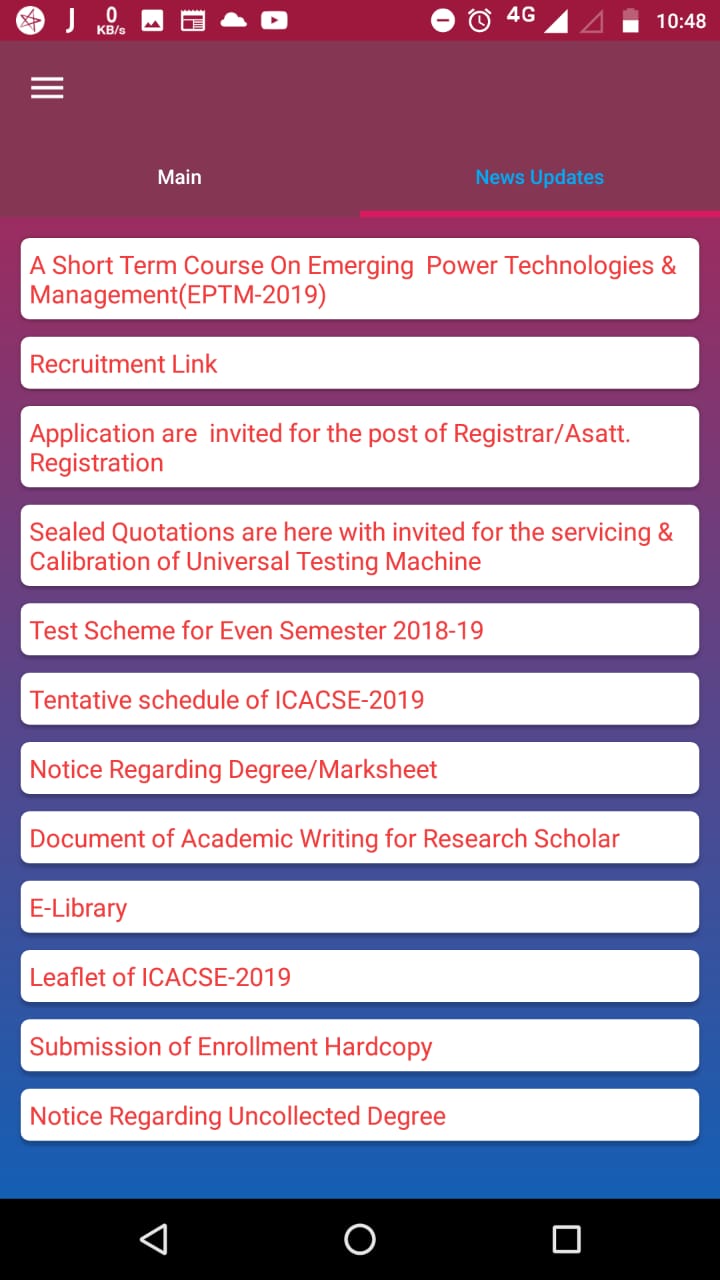 J 0 KB/s 4G 10:48
Main News Updates
A Short Term Course On Emerging  Power Technologies &
Management(EPTM-2019)
Recruitment Link
Application are  invited for the post of Registrar/Asatt.
Registration
Sealed Quotations are here with invited for the servicing &
Calibration of Universal Testing Machine
Test Scheme for Even Semester 2018-19
Tentative schedule of ICACSE-2019
Notice Regarding Degree/Marksheet
Document of Academic Writing for Research Scholar
E-Library
Leaflet of ICACSE-2019
Submission of Enrollment Hardcopy
Notice Regarding Uncollected Degree